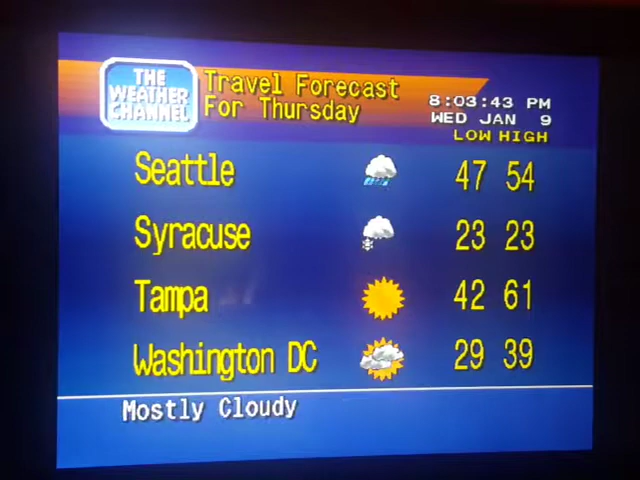 THE
WEATHER
CHANNEL
Travel Forecast
For Thursday
8:03:43 PM
WED JAN 9
LOW HIGH
Seattle 47 54
Syracuse 23 23
Tampa 42 61
Washington DC 29 39
Mostly Cloudy